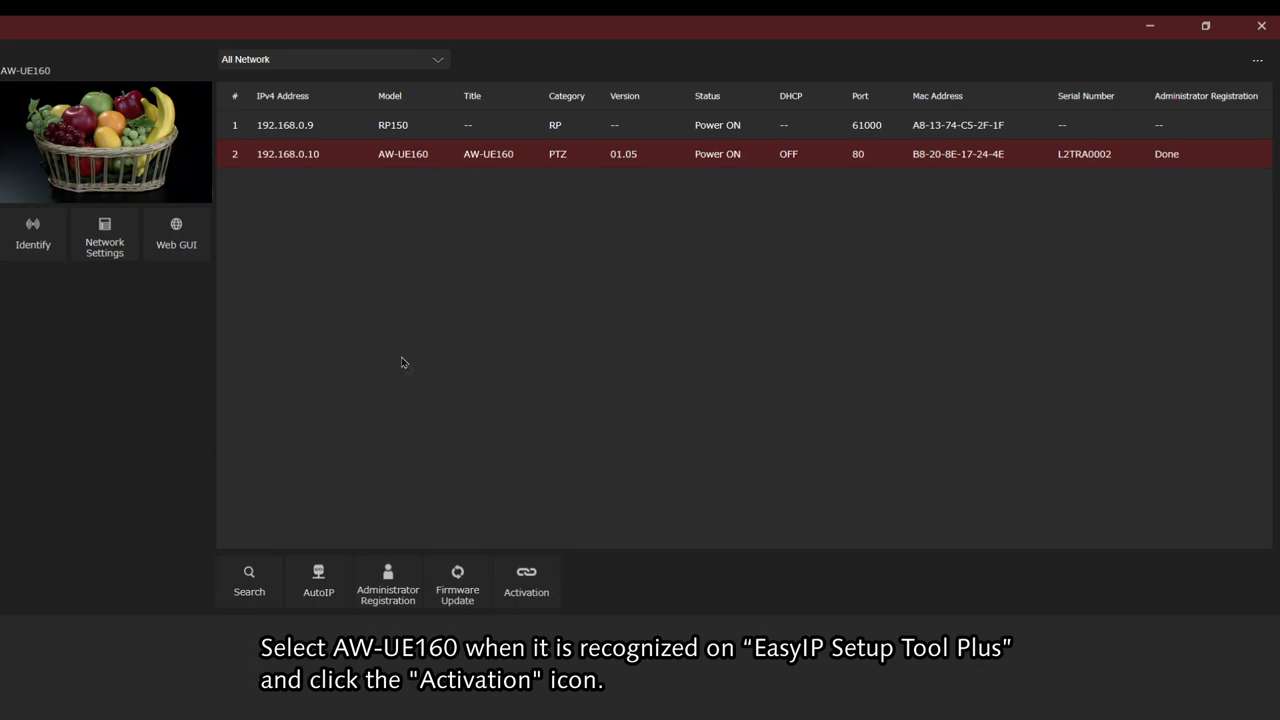 All Network
...
AW-UE160
# IPv4 Address Model Title Category Version Status DHCP Port Mac Address Serial Number Administrator Registration
1 192.168.0.9 RP150 -- RP -- Power ON -- 61000 A8-13-74-C5-2F-1F -- --
2 192.168.0.10 AW-UE160 AW-UE160 PTZ 01.05 Power ON OFF 80 B8-20-8E-17-24-4E L2TRA0002 Done
Identify
Network
Settings
Web GUI
Search
AutoIP
Administrator
Registration
Firmware
Update
Activation
Select AW-UE160 when it is recognized on “EasyIP Setup Tool Plus”
and click the "Activation" icon.